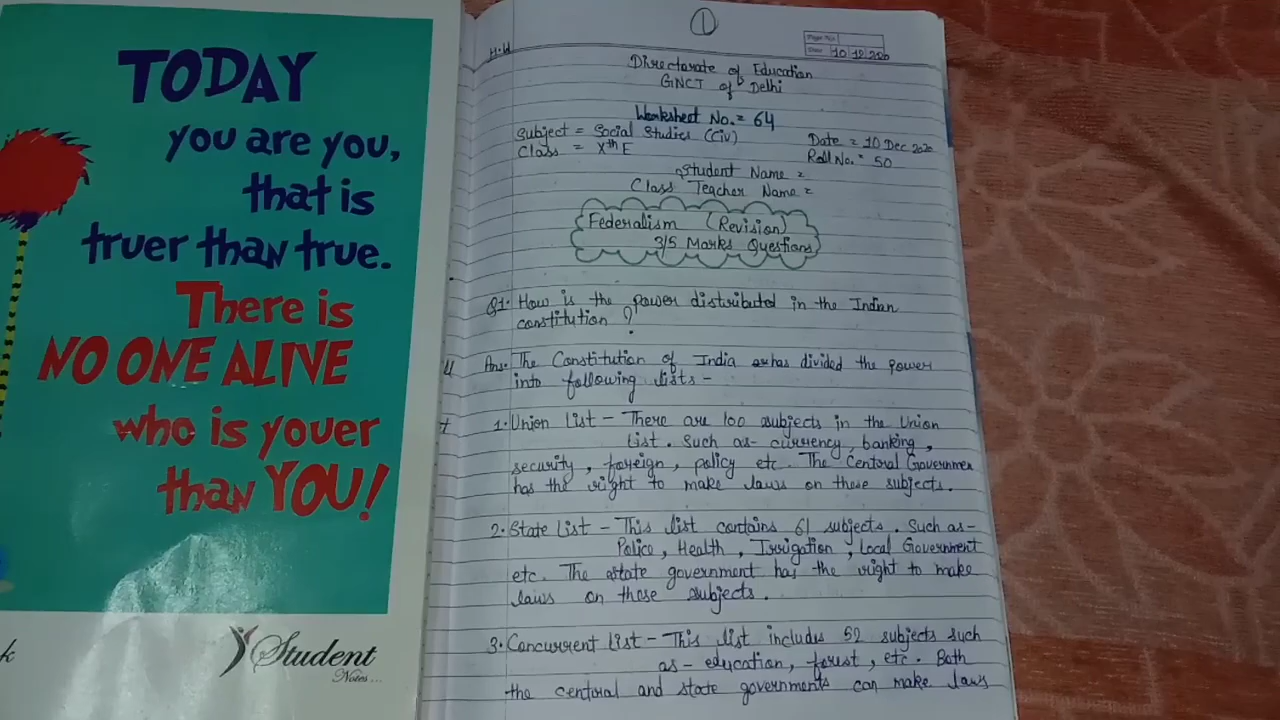 TODAY
you are you,
that is
truer than true.
There is
NO ONE ALIVE
who is youer
than YOU!
k
Student
Notes...
1
H.W
Page No.
Date 10 12 2020
Directorate of Education
GNCT of Delhi
Worksheet No.= 64
Subject = Social Studies (Civ)
Date = 10 Dec 2020
Class = Xth E
Roll No.= 50
Student Name =
Class Teacher Name =
Federalism (Revision)
3/5 Marks Questions
Q1. How is the power distributed in the Indian
constitution ?
Ans. The Constitution of India has divided the power
into following lists -
1. Union List - There are 100 subjects in the Union
List. Such as- currency, banking,
security, foreign, policy etc. The Central Governmen
has the right to make laws on these subjects.
2. State List - This list contains 61 subjects. Such as-
Police, Health, Irrigation, Local Government
etc. The state government has the right to make
laws on these subjects.
3. Concurrent List - This list includes 52 subjects such
as- education, forest, etc. Both
the central and state governments can make laws